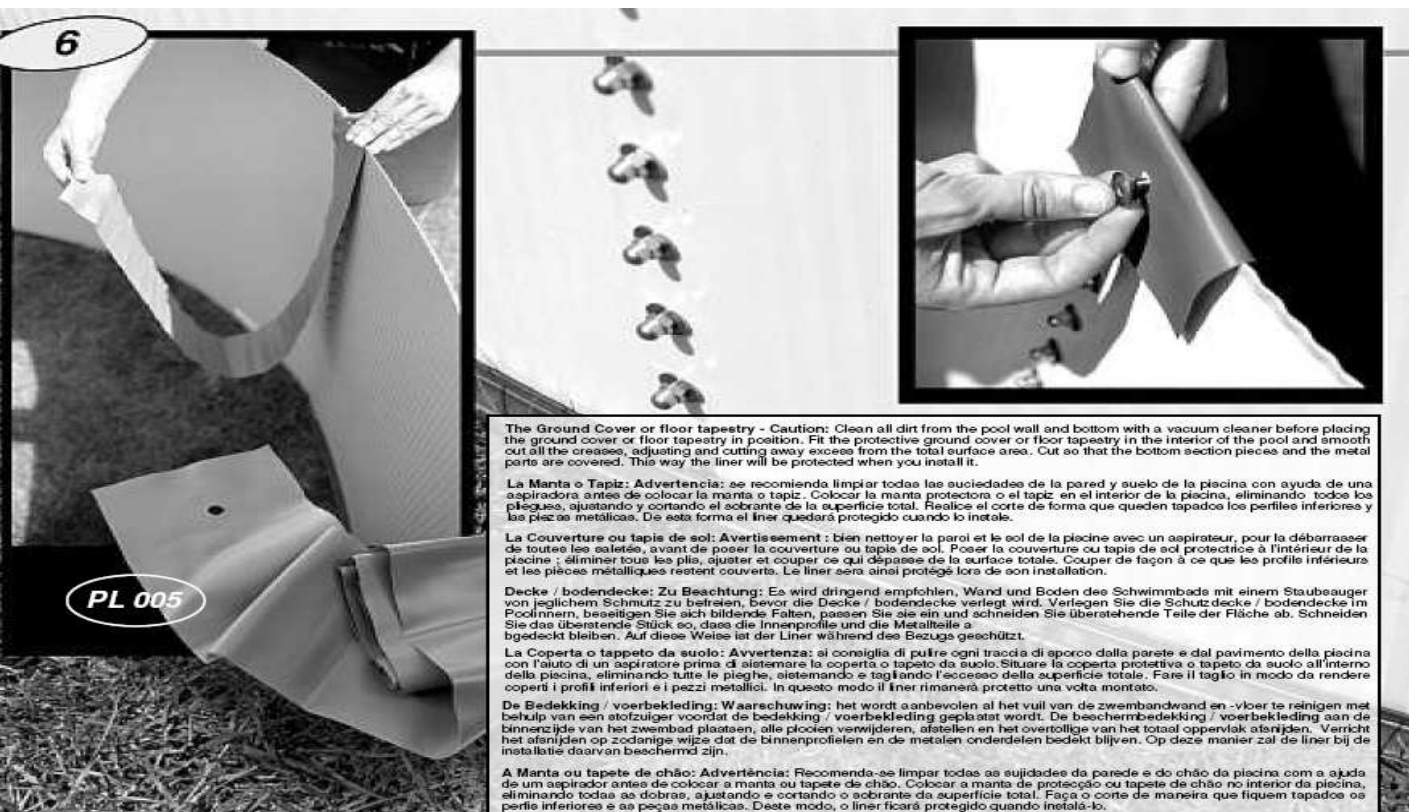 6
PL 005
The Ground Cover or floor tapestry - Caution: Clean all dirt from the pool wall and bottom with a vacuum cleaner before placing
the ground cover or floor tapestry in position. Fit the protective ground cover or floor tapestry in the interior of the pool and smooth
out all the creases, adjusting and cutting away excess from the total surface area. Cut so that the bottom section pieces and the metal
parts are covered. This way the liner will be protected when you install it.
La Manta o Tapiz: Advertencia: se recomienda limpiar todas las suciedades de la pared y suelo de la piscina con ayuda de una
aspiradora antes de colocar la manta o tapiz. Colocar la manta protectora o el tapiz en el interior de la piscina, eliminando todos los
pliegues, ajustando y cortando el sobrante de la superficie total. Realice el corte de forma que queden tapados los perfiles inferiores y
las piezas metálicas. De esta forma el liner quedará protegido cuando lo instale.
La Couverture ou tapis de sol: Avertissement : bien nettoyer la paroi et le sol de la piscine avec un aspirateur, pour la débarrasser
de toutes les saletés, avant de poser la couverture ou tapis de sol. Poser la couverture ou tapis de sol protectrice à l'intérieur de la
piscine ; éliminer tous les plis, ajuster et couper ce qui dépasse de la surface totale. Couper de façon à ce que les profils inférieurs
et les pièces métalliques restent couverts. Le liner sera ainsi protégé lors de son installation.
Decke / bodendecke: Zu Beachtung: Es wird dringend empfohlen, Wand und Boden des Schwimmbads mit einem Staubsauger
von jeglichem Schmutz zu befreien, bevor die Decke / bodendecke verlegt wird. Verlegen Sie die Schutzdecke / bodendecke im
Poolinnern, beseitigen Sie sich bildende Falten, passen Sie sie ein und schneiden Sie überstehende Teile der Fläche ab. Schneiden
Sie das überstende Stück so, dass die Innenprofile und die Metallteile a
bgedeckt bleiben. Auf diese Weise ist der Liner während des Bezugs geschützt.
La Coperta o tappeto da suolo: Avvertenza: si consiglia di pulire ogni traccia di sporco dalla parete e dal pavimento della piscina
con l'aiuto di un aspiratore prima di sistemare la coperta o tapeto da suolo.Situare la coperta protettiva o tapeto da suolo all'interno
della piscina, eliminando tutte le pieghe, sistemando e tagliando l'eccesso della superficie totale. Fare il taglio in modo da rendere
coperti i profili inferiori e i pezzi metallici. In questo modo il liner rimanerà protetto una volta montato.
De Bedekking / voerbekleding: Waarschuwing: het wordt aanbevolen al het vuil van de zwembandwand en -vloer te reinigen met
behulp van een stofzuiger voordat de bedekking / voerbekleding geplaatst wordt. De beschermbedekking / voerbekleding aan de
binnenzijde van het zwembad plaatsen, alle plooien verwijderen, afstellen en het overtollige van het totaal oppervlak afsnijden. Verricht
het afsnijden op zodanige wijze dat de binnenprofielen en de metalen onderdelen bedekt blijven. Op deze manier zal de liner bij de
installatie daarvan beschermd zijn.
A Manta ou tapete de chão: Advertência: Recomenda-se limpar todas as sujidades da parede e do chão da piscina com a ajuda
de um aspirador antes de colocar a manta ou tapete de chão. Colocar a manta de protecção ou tapete de chão no interior da piscina,
eliminando todas as dobras, ajustando e cortando o sobrante da superfície total. Faça o corte de maneira que fiquem tapados os
perfis inferiores e as peças metálicas. Deste modo, o liner ficará protegido quando instalá-lo.